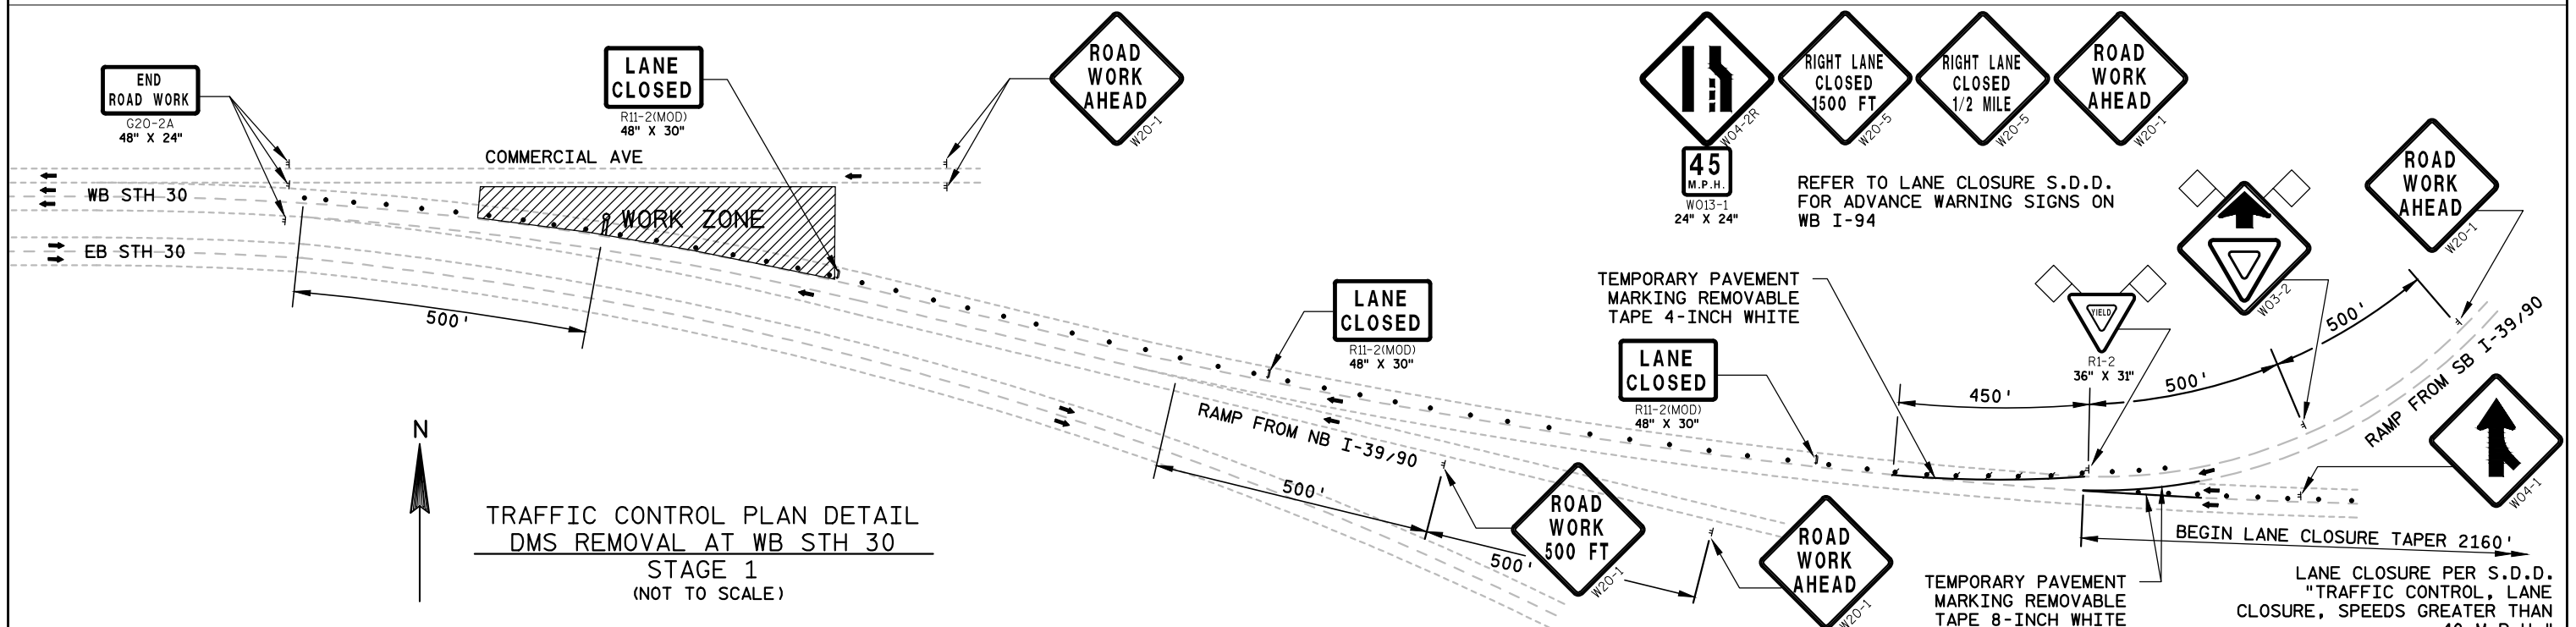 END
ROAD WORK
G20-2A
48" X 24"
LANE
CLOSED
R11-2(MOD)
48" X 30"
ROAD
WORK
AHEAD
W20-1
COMMERCIAL AVE
WB STH 30
EB STH 30
WORK ZONE
500'
W04-2R
45
M.P.H.
W013-1
24" X 24"
RIGHT LANE
CLOSED
1500 FT
W20-5
RIGHT LANE
CLOSED
1/2 MILE
W20-5
ROAD
WORK
AHEAD
W20-1
REFER TO LANE CLOSURE S.D.D.
FOR ADVANCE WARNING SIGNS ON
WB I-94
ROAD
WORK
AHEAD
W20-1
W03-2
YIELD
R1-2
36" X 31"
TEMPORARY PAVEMENT
MARKING REMOVABLE
TAPE 4-INCH WHITE
LANE
CLOSED
R11-2(MOD)
48" X 30"
LANE
CLOSED
R11-2(MOD)
48" X 30"
450'
500'
500'
RAMP FROM SB I-39/90
W04-1
RAMP FROM NB I-39/90
500'
500'
ROAD
WORK
500 FT
W20-1
ROAD
WORK
AHEAD
W20-1
BEGIN LANE CLOSURE TAPER 2160'
LANE CLOSURE PER S.D.D.
"TRAFFIC CONTROL, LANE
CLOSURE, SPEEDS GREATER THAN
TEMPORARY PAVEMENT
MARKING REMOVABLE
TAPE 8-INCH WHITE
N
TRAFFIC CONTROL PLAN DETAIL
DMS REMOVAL AT WB STH 30
STAGE 1
(NOT TO SCALE)